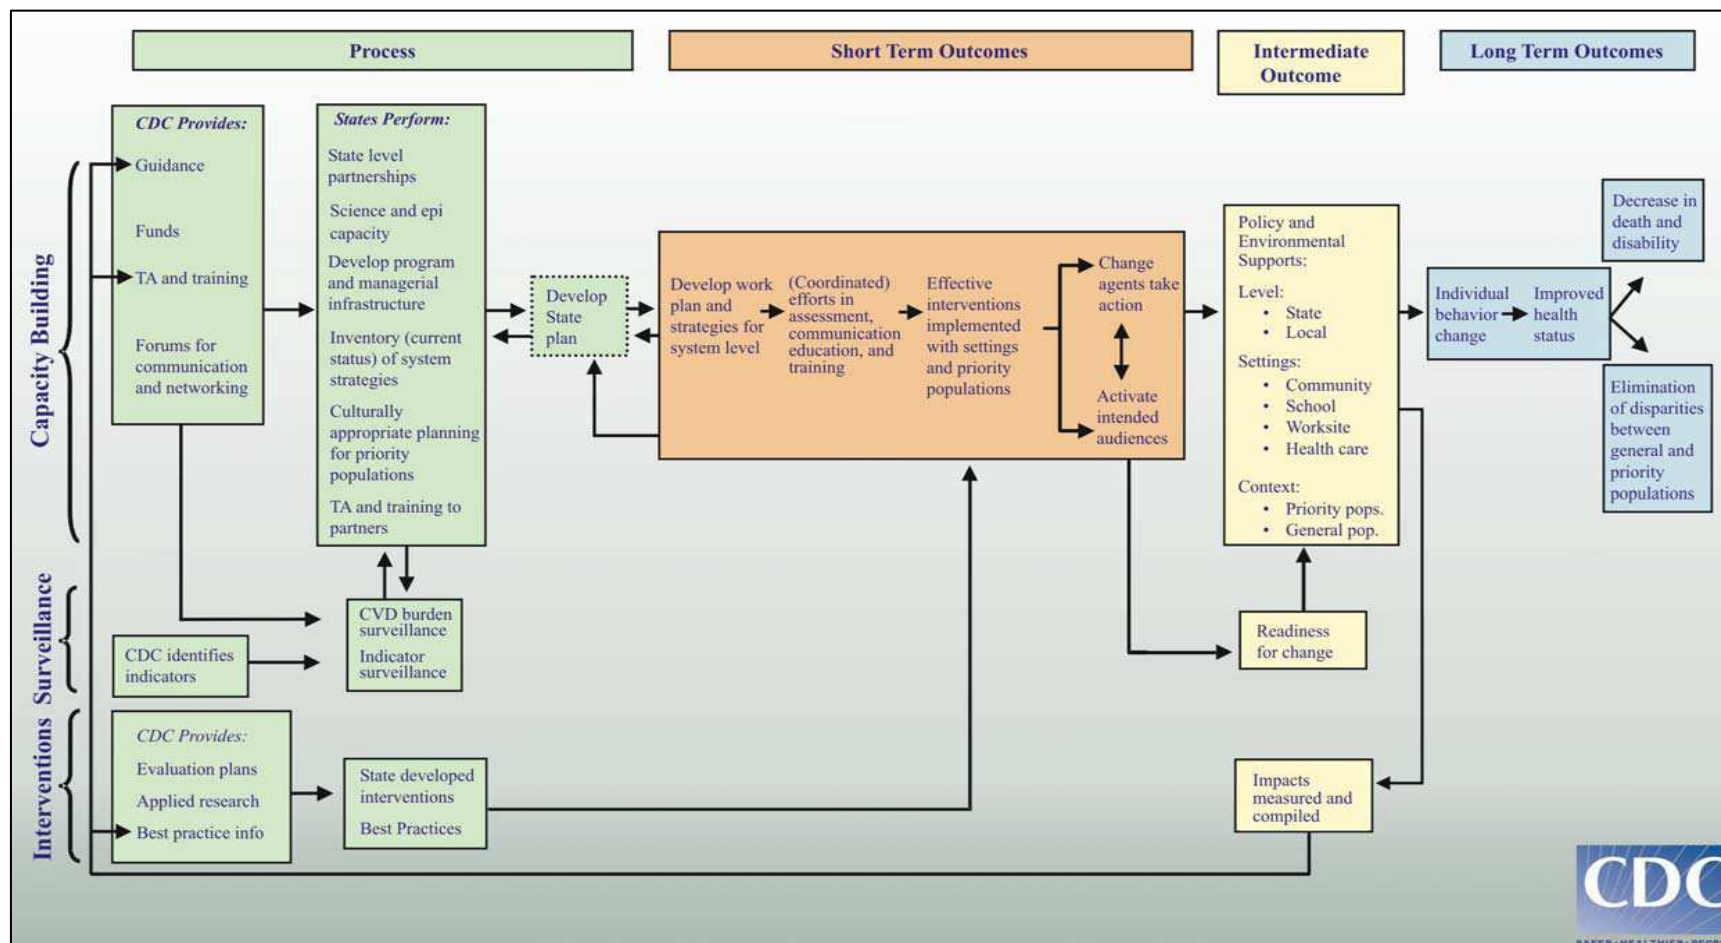 Process
Short Term Outcomes
Intermediate
Outcome
Long Term Outcomes
Capacity Building
CDC Provides:
Guidance
Funds
TA and training
Forums for
communication
and networking
States Perform:
State level
partnerships
Science and epi
capacity
Develop program
and managerial
infrastructure
Inventory (current
status) of system
strategies
Culturally
appropriate planning
for priority
populations
TA and training to
partners
Develop
State
plan
Develop work
plan and
strategies for
system level
(Coordinated)
efforts in
assessment,
communication
education, and
training
Effective
interventions
implemented
with settings
and priority
populations
Change
agents take
action
Activate
intended
audiences
Policy and
Environmental
Supports:
Level:
• State
• Local
Settings:
• Community
• School
• Worksite
• Health care
Context:
• Priority pops.
• General pop.
Individual
behavior
change
Improved
health
status
Decrease in
death and
disability
Elimination
of disparities
between
general and
priority
populations
Surveillance
CDC identifies
indicators
CVD burden
surveillance
Indicator
surveillance
Readiness
for change
Interventions
CDC Provides:
Evaluation plans
Applied research
Best practice info
State developed
interventions
Best Practices
Impacts
measured and
compiled
CDC